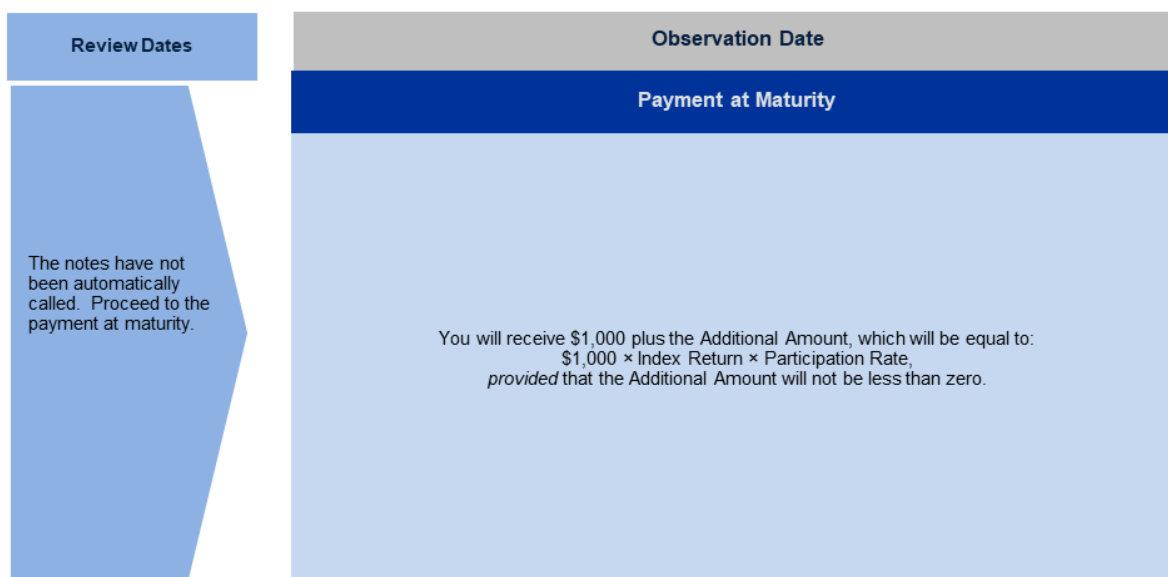 Review Dates
Observation Date
Payment at Maturity
The notes have not
been automatically
called.  Proceed to the
payment at maturity.
You will receive $1,000 plus the Additional Amount, which will be equal to:
$1,000 × Index Return × Participation Rate,
provided that the Additional Amount will not be less than zero.